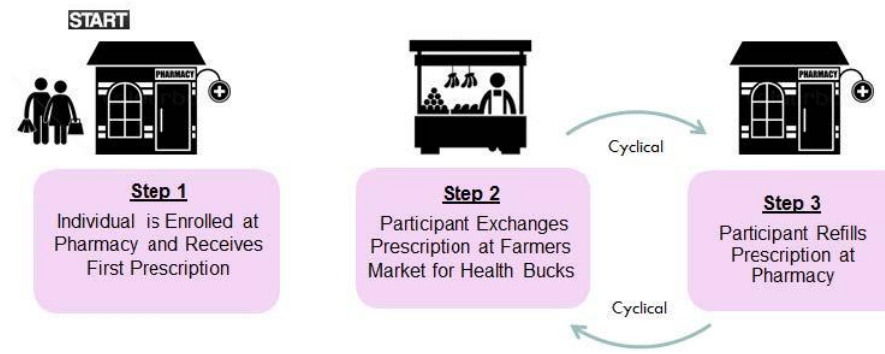 START
PHARMACY
PHARMACY
Cyclical
Step 1
Individual is Enrolled at
Pharmacy and Receives
First Prescription
Step 2
Participant Exchanges
Prescription at Farmers
Market for Health Bucks
Step 3
Participant Refills
Prescription at
Pharmacy
Cyclical